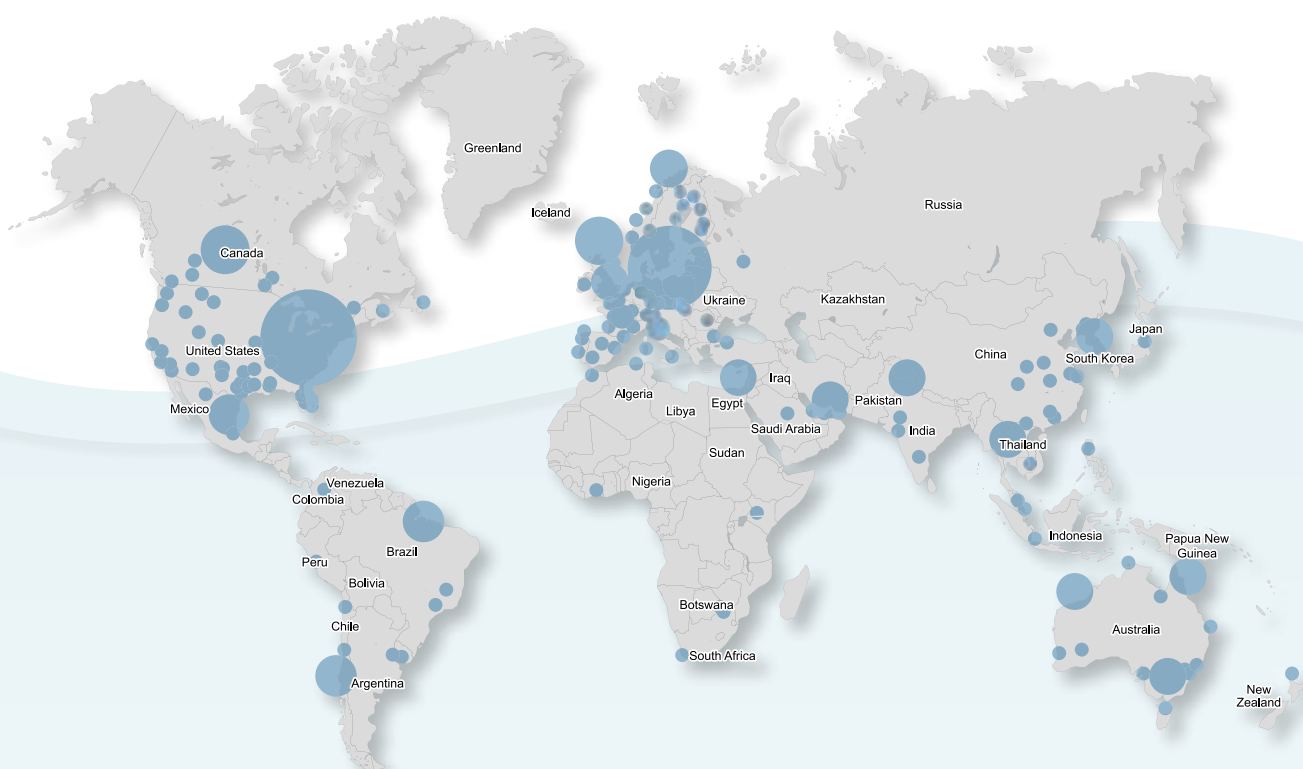 Greenland
Iceland
Russia
Canada
Ukraine
Kazakhstan
Japan
United States
China
South Korea
Iraq
Algeria
Pakistan
Egypt
Mexico
Libya
Saudi Arabia
India
Thailand
Sudan
Venezuela
Nigeria
Colombia
Indonesia
Papua New
Guinea
Brazil
Peru
Bolivia
Botswana
Chile
Australia
South Africa
Argentina
New
Zealand